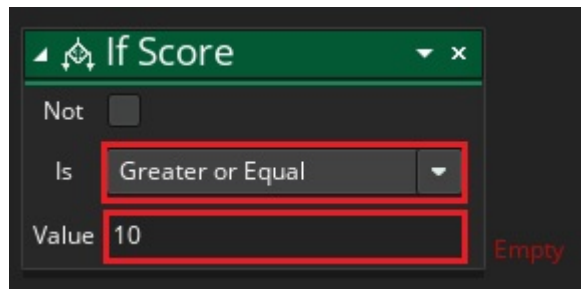 If Score
Not
Is Greater or Equal
Value 10
Empty